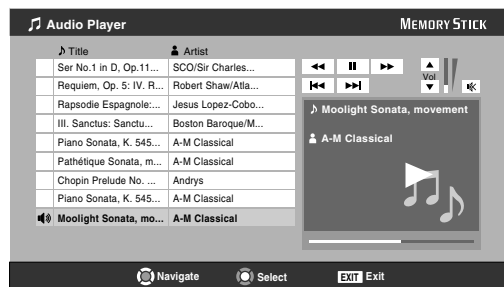 Audio Player
MEMORY STICK
Title Artist
Ser No.1 in D, Op.11... SCO/Sir Charles...
Requiem, Op. 5: IV. R... Robert Shaw/Atla...
Rapsodie Espagnole:... Jesus Lopez-Cobo...
III. Sanctus: Sanctu... Boston Baroque/M...
Piano Sonata, K. 545... A-M Classical
Pathétique Sonata, m... A-M Classical
Chopin Prelude No. ... Andrys
Piano Sonata, K. 545... A-M Classical
Moolight Sonata, mo... A-M Classical
Vol
Moolight Sonata, movement
A-M Classical
Navigate Select EXIT Exit